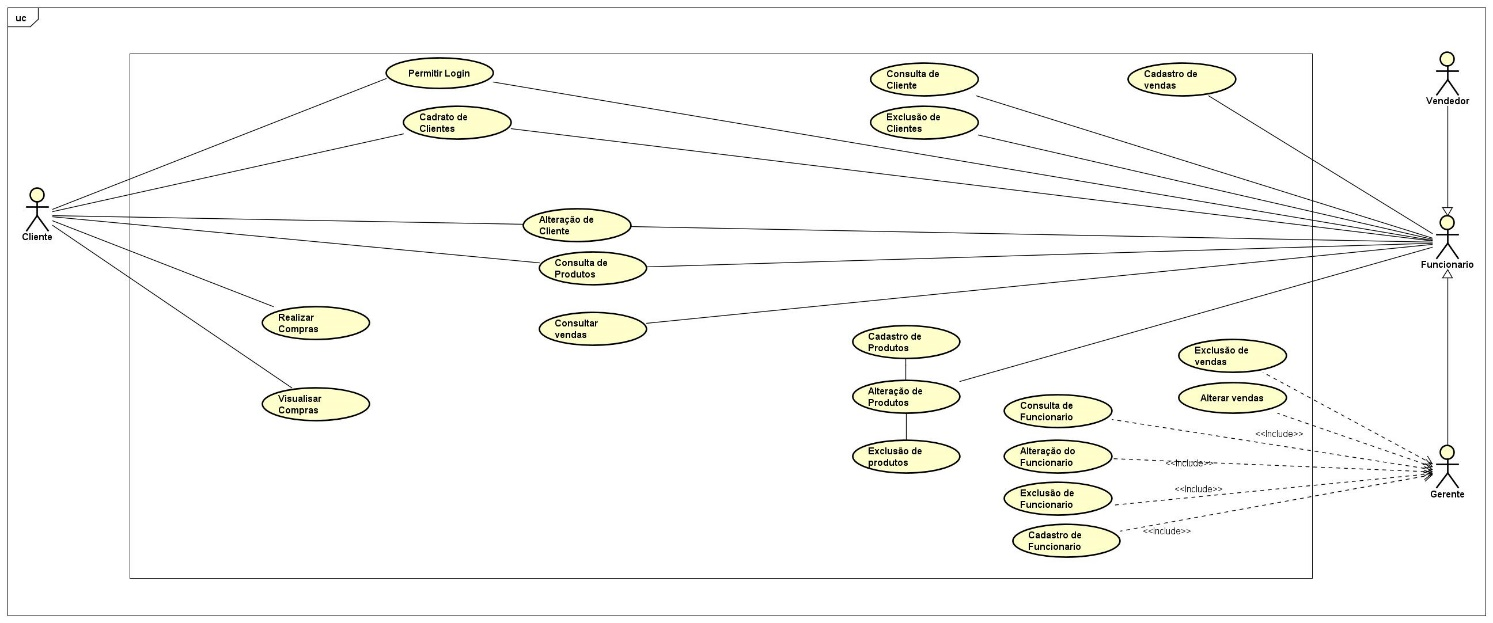 uc
Permitir Login
Consulta de
Cliente
Cadastro de
vendas
Vendedor
Cadrato de
Clientes
Exclusão de
Clientes
Cliente
Alteração de
Cliente
Funcionario
Consulta de
Produtos
Realizar
Compras
Consultar
vendas
Cadastro de
Produtos
Exclusão de
vendas
Visualisar
Compras
Alteração de
Produtos
Alterar vendas
Consulta de
Funcionario
<<Include>>
Exclusão de
produtos
Alteração do
Funcionario
<<Include>>
Gerente
Exclusão de
Funcionario
<<Include>>
Cadastro de
Funcionario
<<Include>>